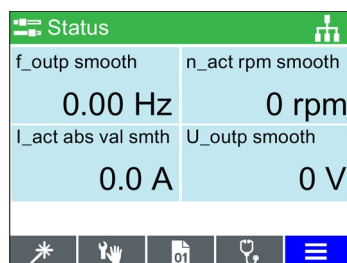 Status
f_outp smooth
n_act rpm smooth
0.00 Hz
0 rpm
I_act abs val smth
U_outp smooth
0.0 A
0 V
01